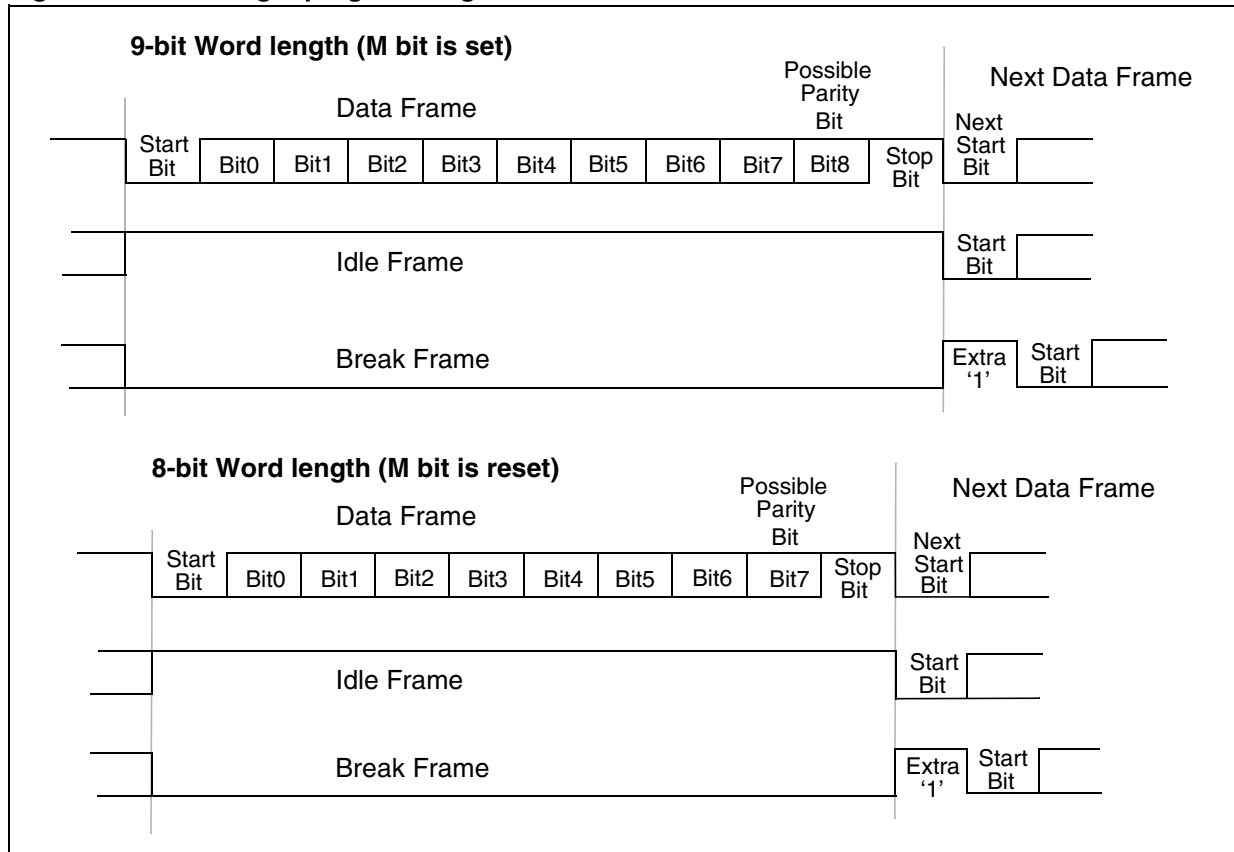 9-bit Word length (M bit is set)
Possible
Parity
Bit
Next Data Frame
Data Frame
Next
Start
Bit
Start
Bit
Bit0 Bit1 Bit2 Bit3 Bit4 Bit5 Bit6 Bit7 Bit8
Stop
Bit
Idle Frame
Start
Bit
Break Frame
Extra
‘1’
Start
Bit
8-bit Word length (M bit is reset)
Possible
Parity
Bit
Next Data Frame
Data Frame
Next
Start
Bit
Start
Bit
Bit0 Bit1 Bit2 Bit3 Bit4 Bit5 Bit6 Bit7
Stop
Bit
Idle Frame
Start
Bit
Break Frame
Extra
‘1’
Start
Bit